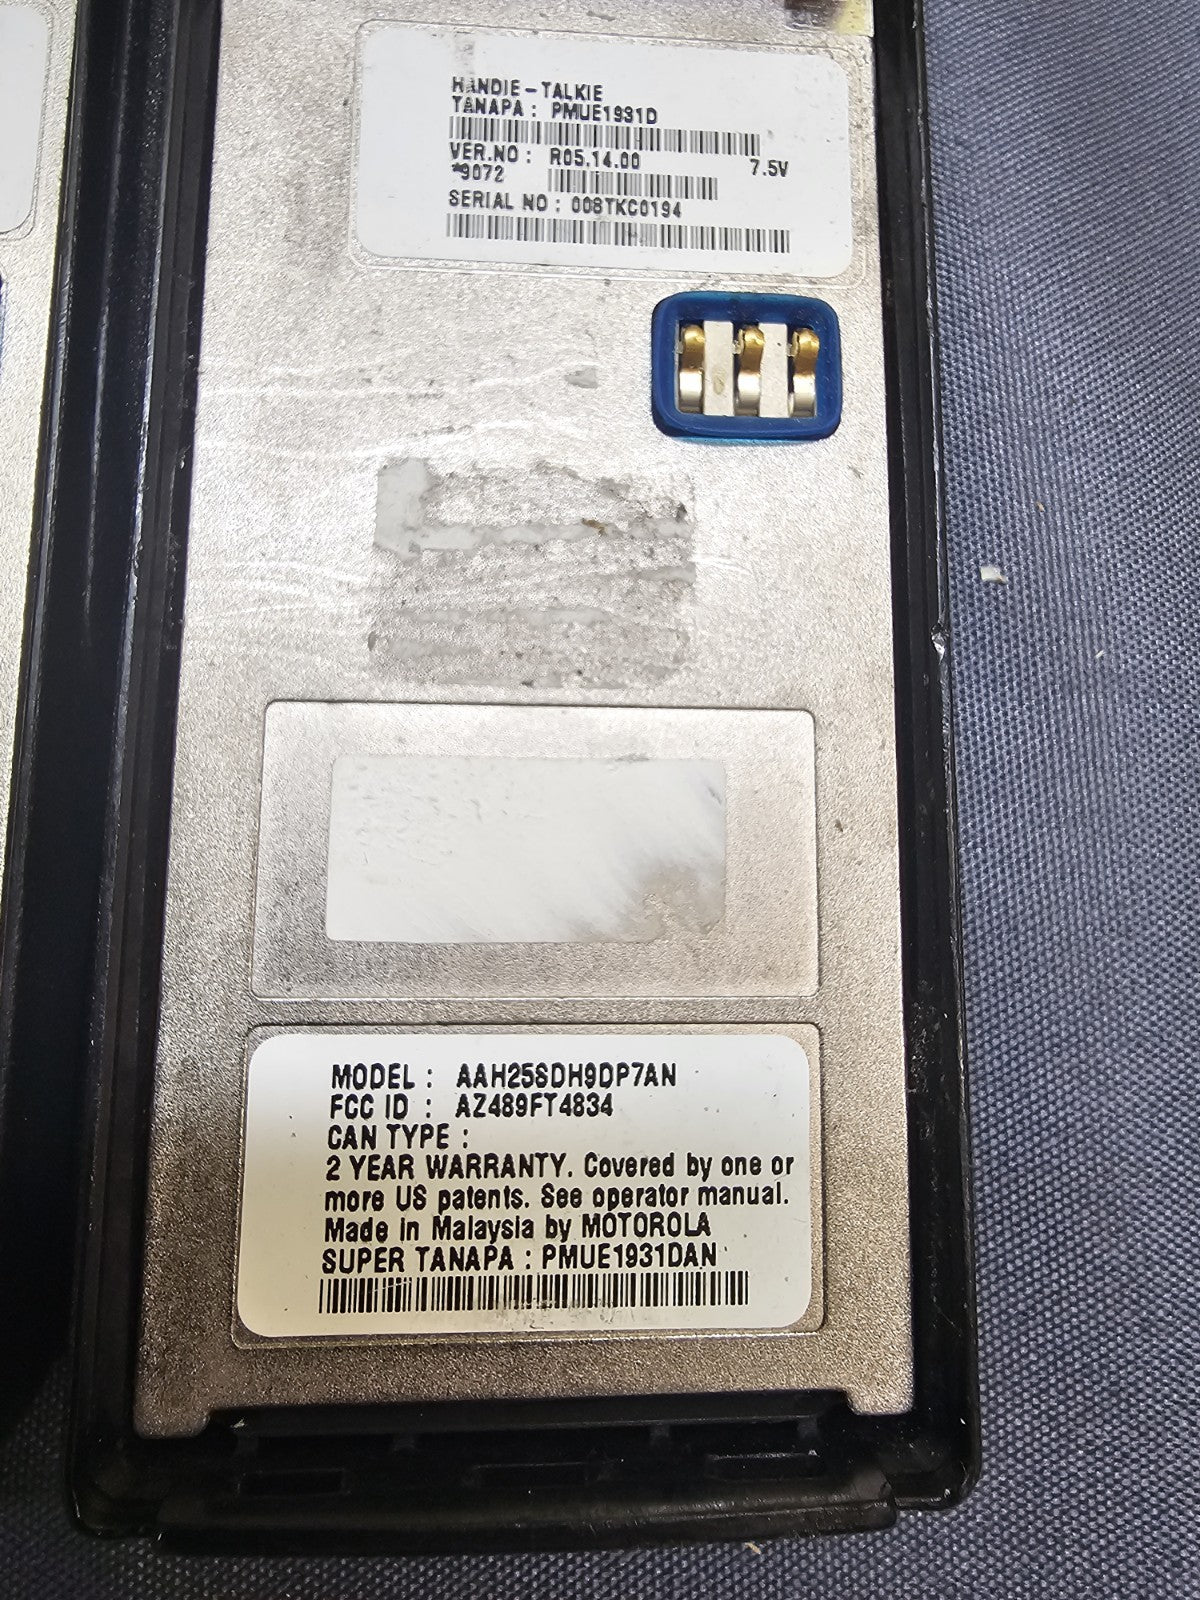 HANDIE-TALKIE
TANAPA : PMUE1931D
VER.NO : R05.14.00 7.5V
*9072
SERIAL NO : 008TKC0194
MODEL : AAH25SDH9DP7AN
FCC ID : AZ489FT4834
CAN TYPE :
2 YEAR WARRANTY. Covered by one or
more US patents. See operator manual.
Made in Malaysia by MOTOROLA
SUPER TANAPA : PMUE1931DAN